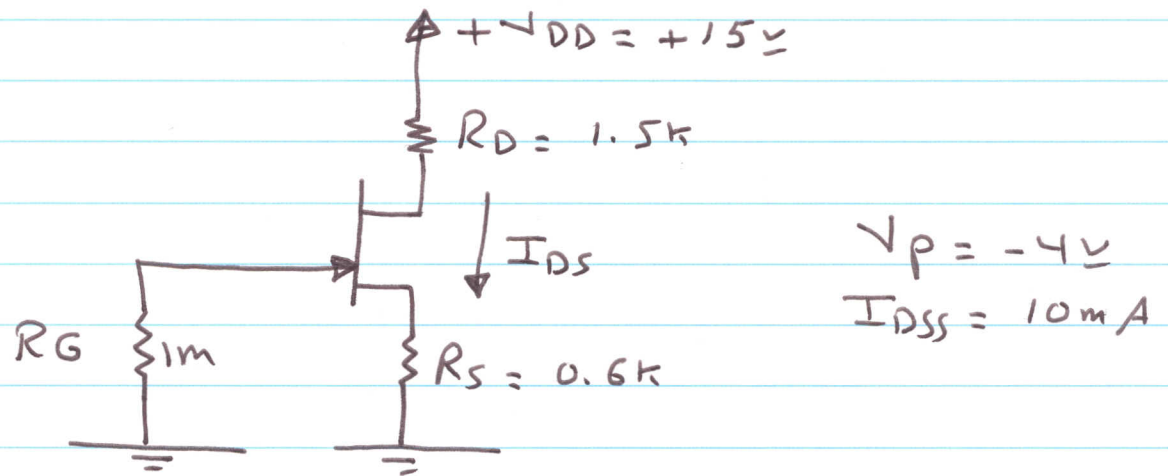 +VDD = +15V
RD = 1.5K
IDS
VP = -4V
IDSS = 10mA
RG 1m
RS = 0.6K